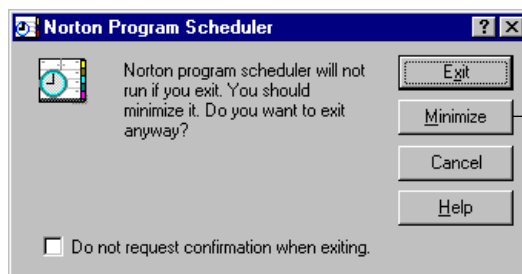 Norton Program Scheduler
Norton program scheduler will not
run if you exit. You should
minimize it. Do you want to exit
anyway?
Exit
Minimize
Cancel
Help
Do not request confirmation when exiting.